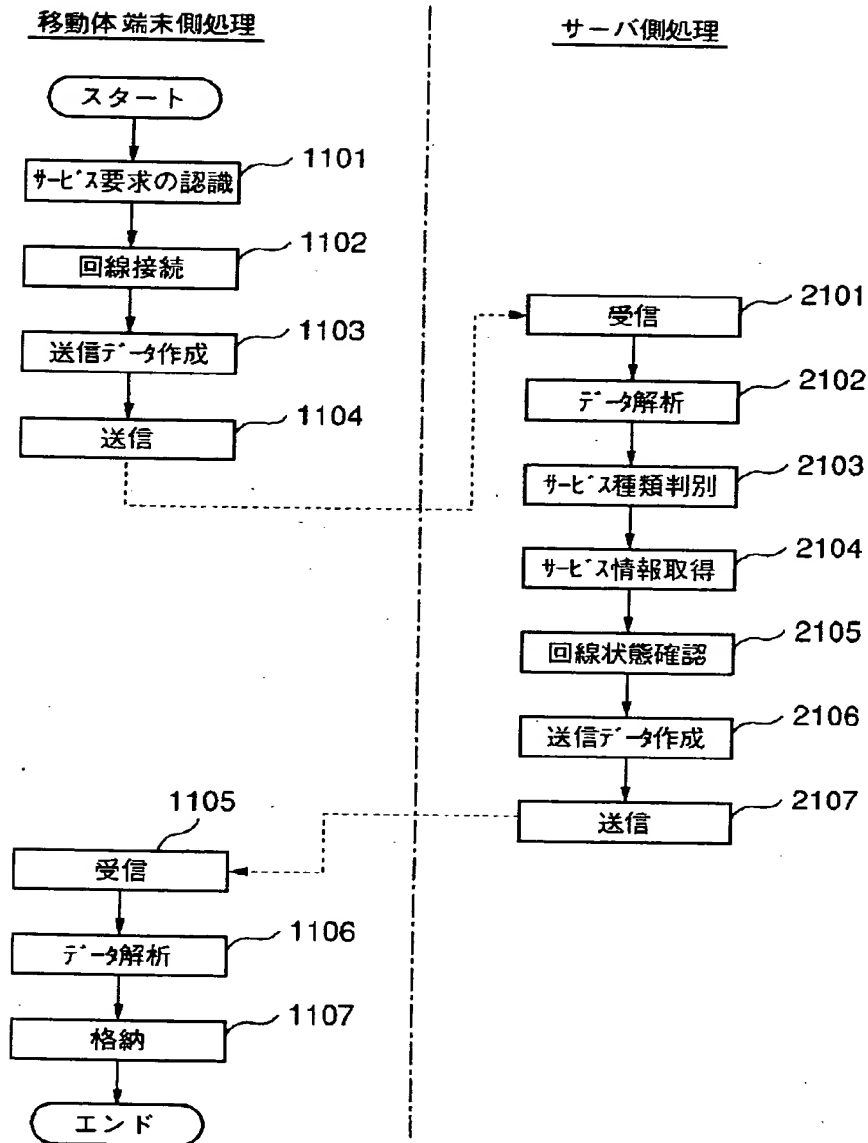 移動体端末側処理
スタート
1101
サービス要求の認識
1102
回線接続
1103
送信データ作成
1104
送信
1105
受信
1106
データ解析
1107
格納
エンド
サーバ側処理
2101
受信
2102
データ解析
2103
サービス種類判別
2104
サービス情報取得
2105
回線状態確認
2106
送信データ作成
2107
送信